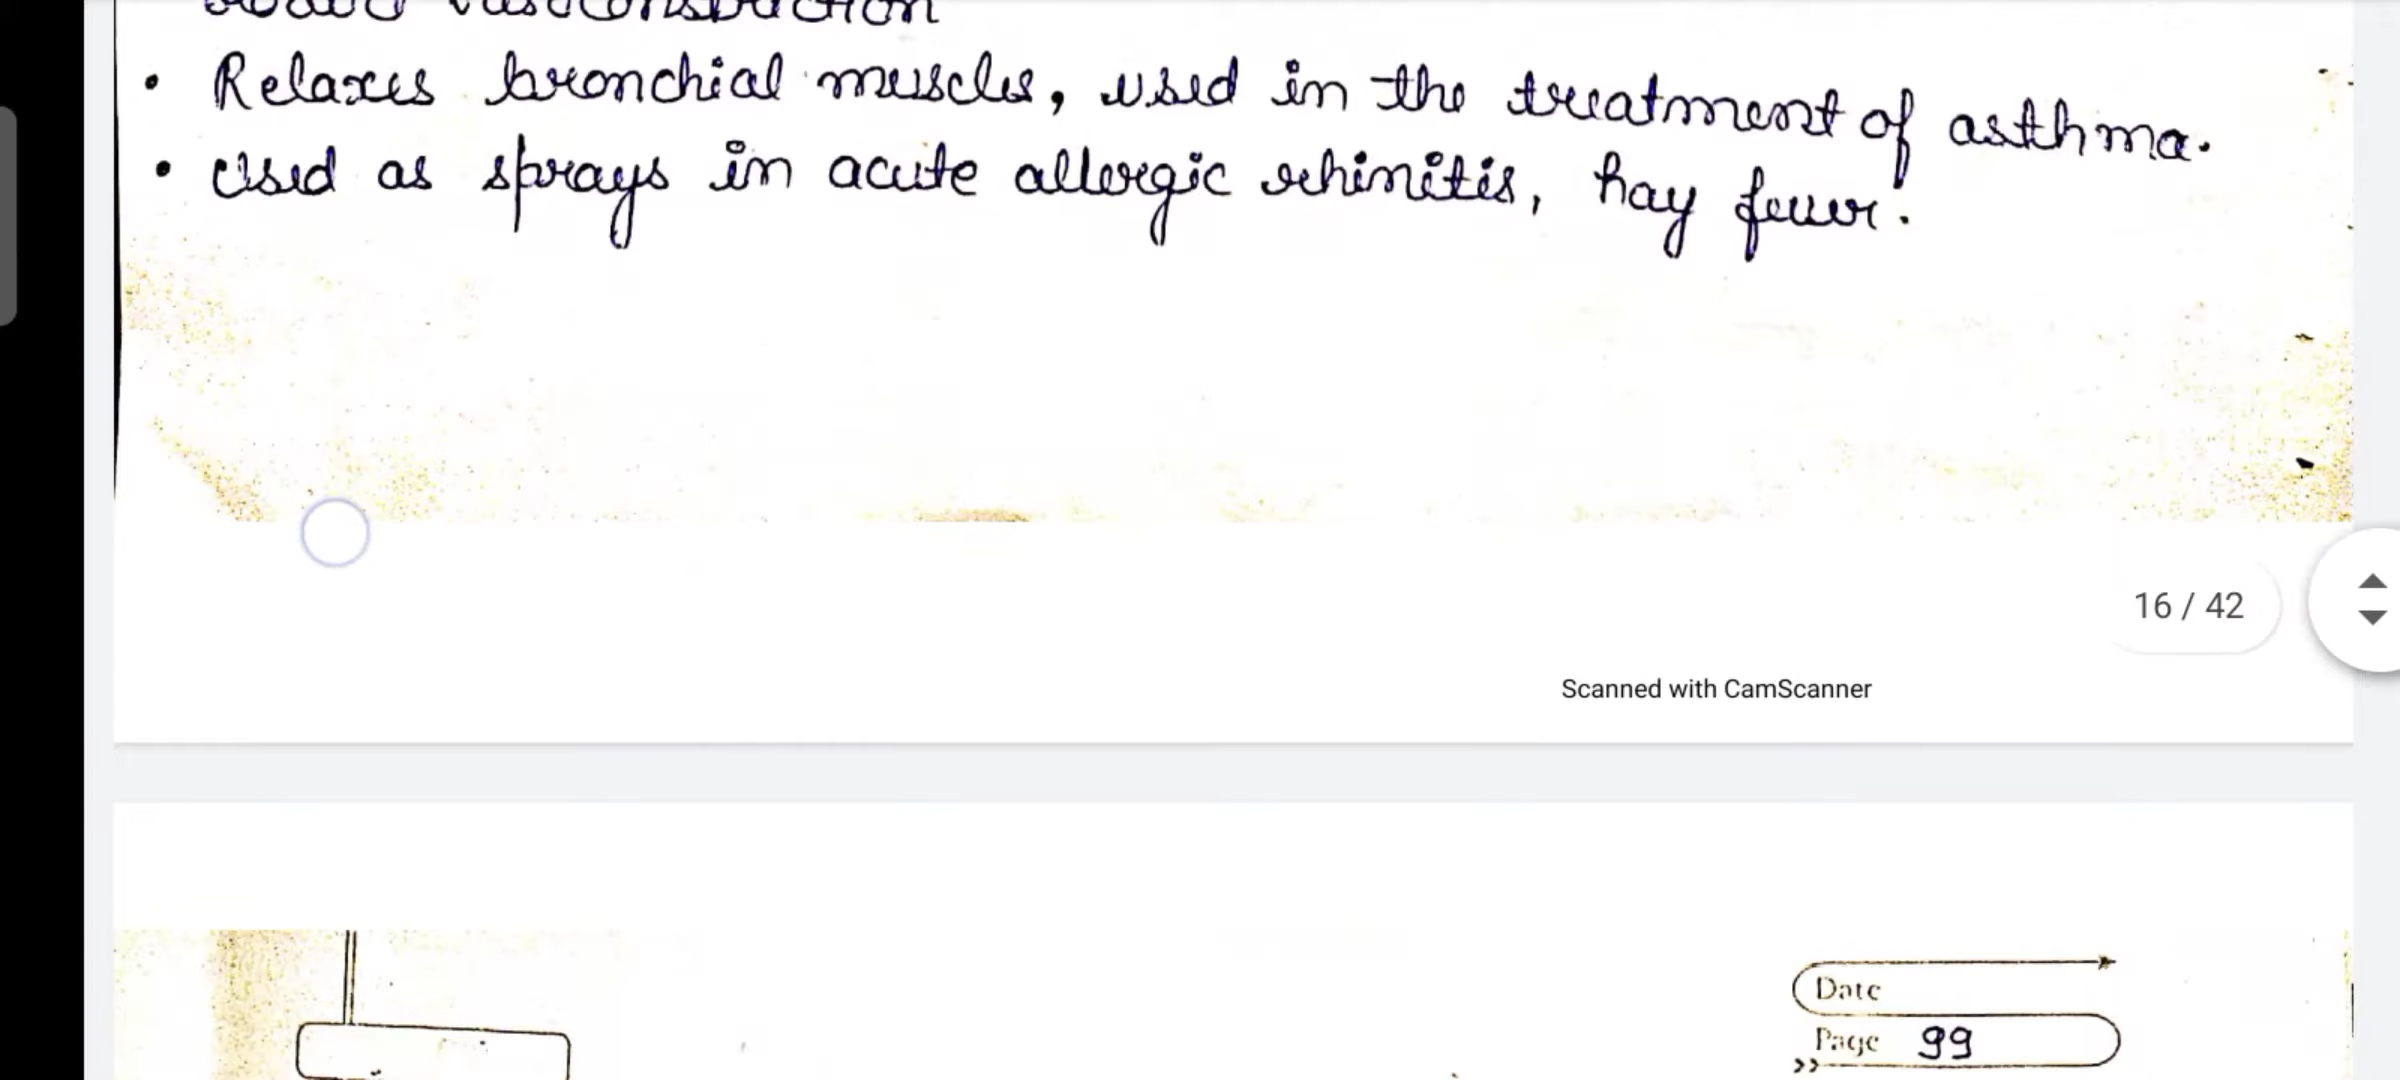 vasoconstriction
• Relaxes bronchial muscles, used in the treatment of asthma.
• Used as sprays in acute allergic rhinitis, hay fever.
16 / 42
Scanned with CamScanner
Date
Page 99